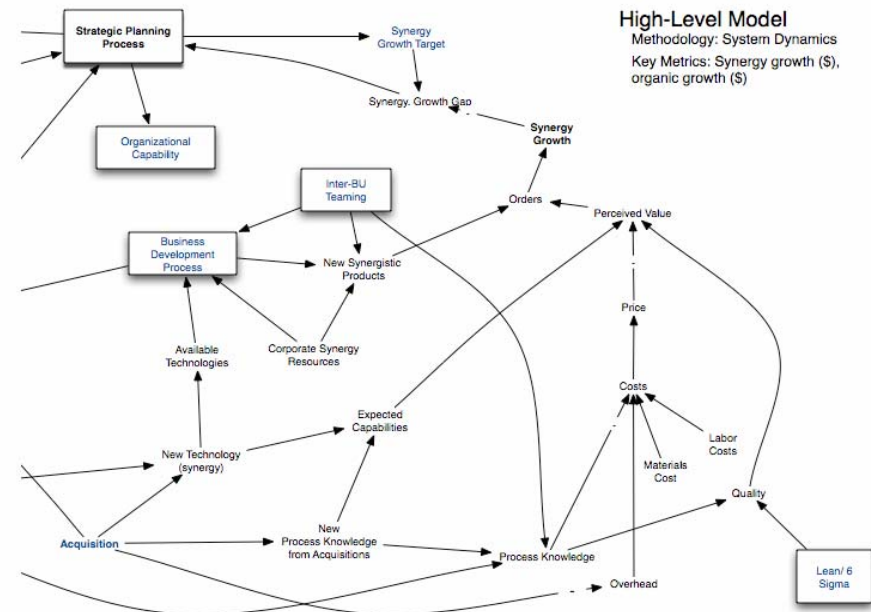 High-Level Model
Methodology: System Dynamics
Key Metrics: Synergy growth ($),
organic growth ($)
Strategic Planning
Process
Synergy
Growth Target
Synergy. Growth Gap
-
Synergy
Growth
Organizational
Capability
Inter-BU
Teaming
Orders
Perceived Value
Business
Development
Process
New Synergistic
Products
-
Price
Available
Technologies
Corporate Synergy
Resources
Costs
Expected
Capabilities
-
Labor
Costs
New Technology
(synergy)
Materials
Cost
Quality
Acquisition
New
Process Knowledge
from Acquisitions
Process Knowledge
-
Overhead
Lean/ 6
Sigma